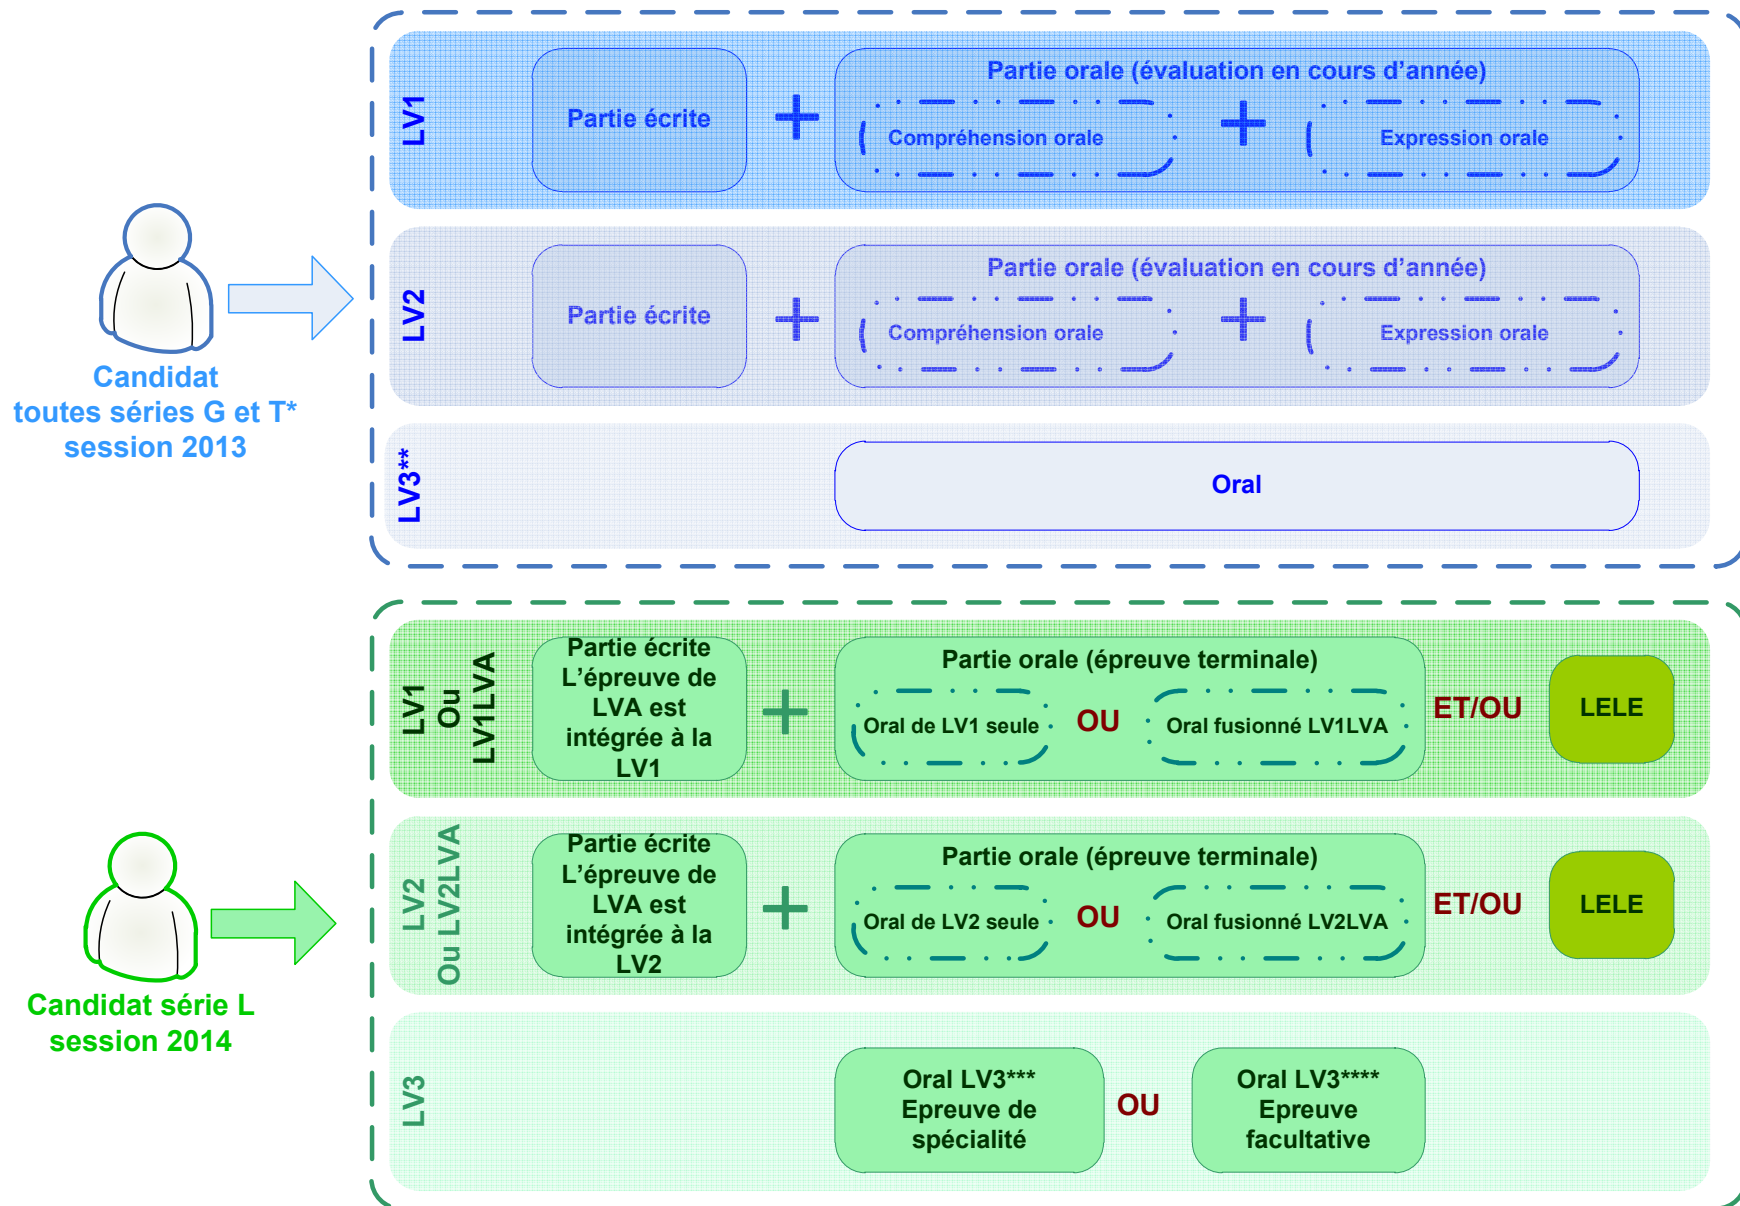 LV1
Partie écrite
+
Partie orale (évaluation en cours d'année)
Compréhension orale
+
Expression orale
LV2
Partie écrite
+
Partie orale (évaluation en cours d'année)
Compréhension orale
+
Expression orale
Candidat
toutes séries G et T*
session 2013
LV3**
Oral
LV1
Ou
LV1LVA
Partie écrite
L'épreuve de
LVA est
intégrée à la
LV1
+
Partie orale (épreuve terminale)
Oral de LV1 seule
OU
Oral fusionné LV1LVA
ET/OU
LELE
LV2
Ou LV2LVA
Partie écrite
L'épreuve de
LVA est
intégrée à la
LV2
+
Partie orale (épreuve terminale)
Oral de LV2 seule
OU
Oral fusionné LV2LVA
ET/OU
LELE
Candidat série L
session 2014
LV3
Oral LV3***
Epreuve de
spécialité
OU
Oral LV3****
Epreuve
facultative